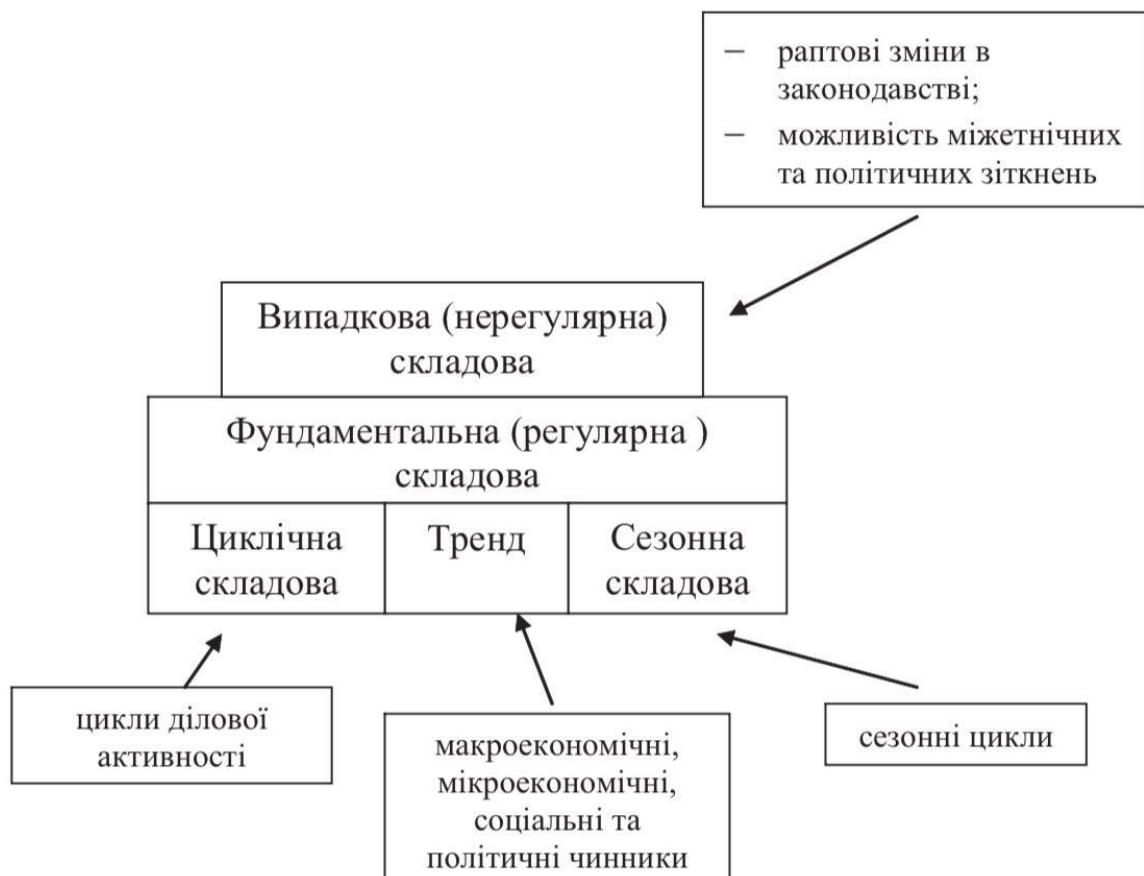 – раптові зміни в
законодавстві;
– можливість міжетнічних
та політичних зіткнень
Випадкова (нерегулярна)
складова
Фундаментальна (регулярна )
складова
Циклічна
складова
Тренд
Сезонна
складова
цикли ділової
активності
макроекономічні,
мікроекономічні,
соціальні та
політичні чинники
сезонні цикли